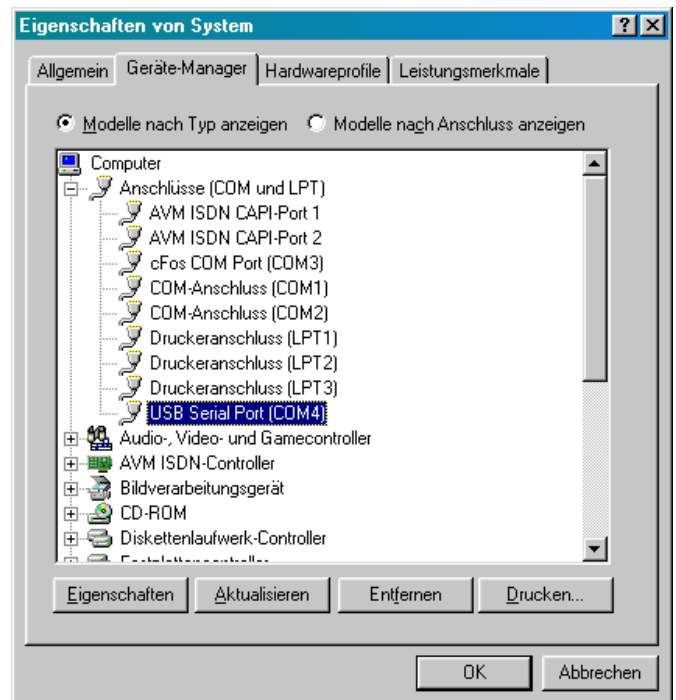 Eigenschaften von System
Allgemein Geräte-Manager Hardwareprofile Leistungsmerkmale
Modelle nach Typ anzeigen Modelle nach Anschluss anzeigen
Computer
Anschlüsse (COM und LPT)
AVM ISDN CAPI-Port 1
AVM ISDN CAPI-Port 2
cFos COM Port (COM3)
COM-Anschluss (COM1)
COM-Anschluss (COM2)
Druckeranschluss (LPT1)
Druckeranschluss (LPT2)
Druckeranschluss (LPT3)
USB Serial Port (COM4)
Audio-, Video- und Gamecontroller
AVM ISDN-Controller
Bildverarbeitungsgerät
CD-ROM
Diskettenlaufwerk-Controller
Eigenschaften Aktualisieren Entfernen Drucken...
OK Abbrechen